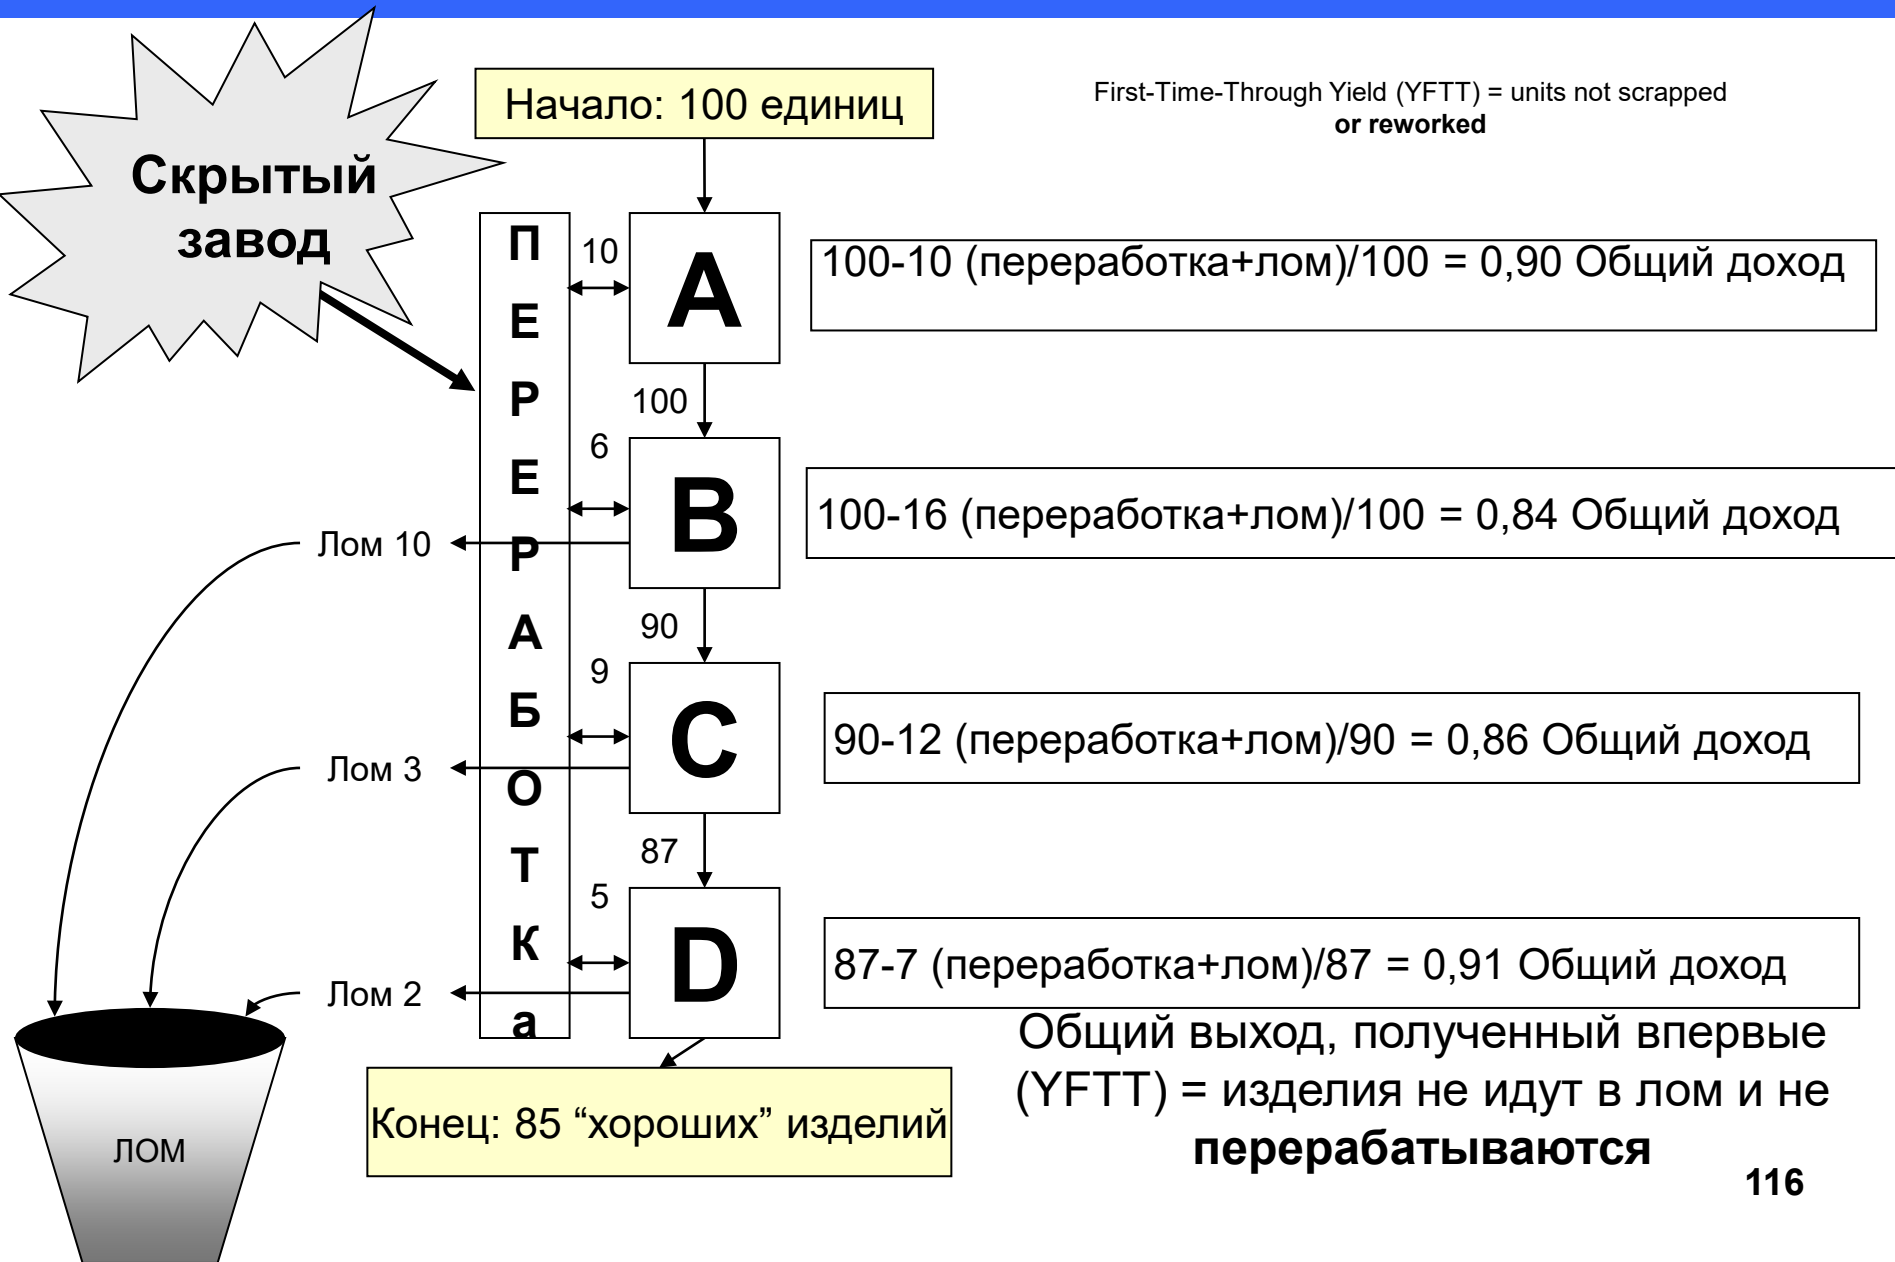 Скрытый
завод
Начало: 100 единиц
First-Time-Through Yield (YFTT) = units not scrapped
or reworked
П
Е
Р
Е
Р
А
Б
О
Т
К
а
10
A
100-10 (переработка+лом)/100 = 0,90 Общий доход
100
6
B
100-16 (переработка+лом)/100 = 0,84 Общий доход
Лом 10
90
9
C
90-12 (переработка+лом)/90 = 0,86 Общий доход
Лом 3
87
5
D
87-7 (переработка+лом)/87 = 0,91 Общий доход
Лом 2
Общий выход, полученный впервые
(YFTT) = изделия не идут в лом и не
перерабатываются
Конец: 85 “хороших” изделий
ЛОМ
116